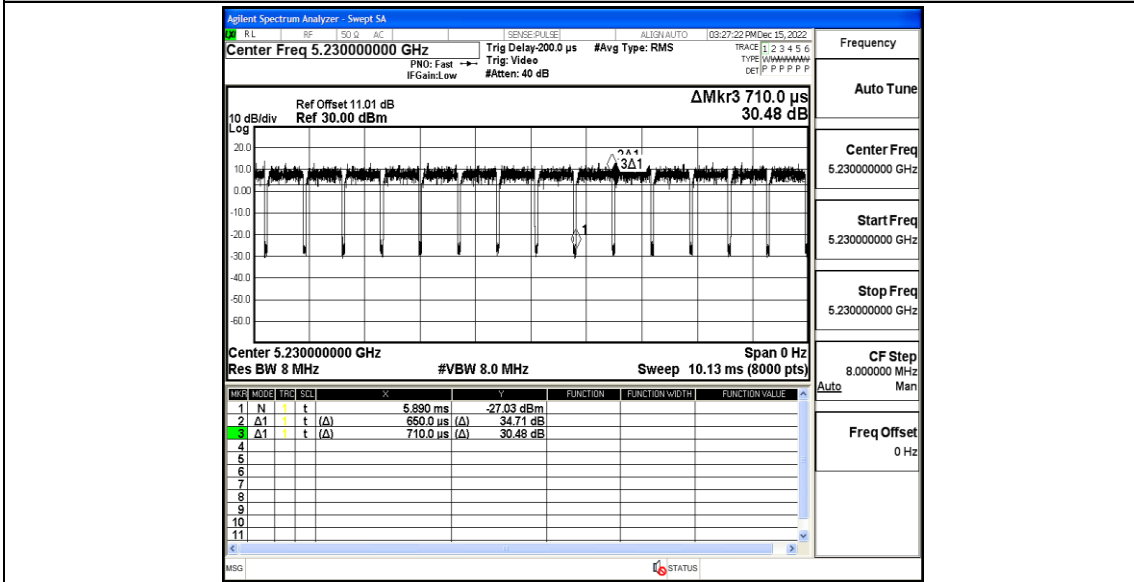 Agilent Spectrum Analyzer - Swept SA
LXI RL RF 50 Ω AC SENSE:PULSE ALIGN AUTO 03:27:22 PM Dec 15, 2022
Center Freq 5.230000000 GHz Trig Delay-200.0 µs #Avg Type: RMS TRACE 1 2 3 4 5 6
PNO: Fast Trig: Video TYPE
IFGain:Low #Atten: 40 dB DET P P P P P P
ΔMkr3 710.0 µs
Ref Offset 11.01 dB
10 dB/div Ref 30.00 dBm 30.48 dB
Log
20.0
3Δ1
10.0
0.00
-10.0
-20.0
1
-30.0
-40.0
-50.0
-60.0
Center 5.230000000 GHz Span 0 Hz
Res BW 8 MHz #VBW 8.0 MHz Sweep 10.13 ms (8000 pts)
MKR MODE TRC SCL X Y FUNCTION FUNCTION WIDTH FUNCTION VALUE
1 N 1 t 5.890 ms -27.03 dBm
2 Δ1 1 t (Δ) 650.0 µs (Δ) 34.71 dB
3 Δ1 1 t (Δ) 710.0 µs (Δ) 30.48 dB
4
5
6
7
8
9
10
11
MSG STATUS
Frequency
Auto Tune
Center Freq
5.230000000 GHz
Start Freq
5.230000000 GHz
Stop Freq
5.230000000 GHz
CF Step
8.000000 MHz
Auto Man
Freq Offset
0 Hz